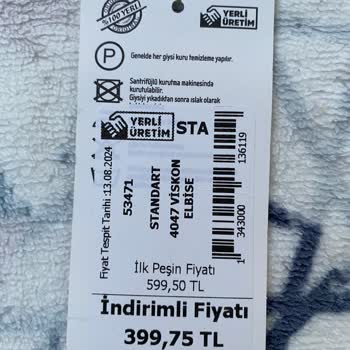 %100 YERLİ
YERLİ
ÜRETİM
P
Genelde her giysi kuru temizleme yapılır.
Santrifüjlü kurutma makinesinde
kurutulabilir.
Giysiyi yıkadıktan sonra ıslak olarak
YERLİ
ÜRETİM
STA
Fiyat Tespit Tarihi :13.08.2024
53471
STANDART
4047 VİSKON
ELBİSE
1 343000 136119
İlk Peşin Fiyatı
599,50 TL
İndirimli Fiyatı
399,75 TL